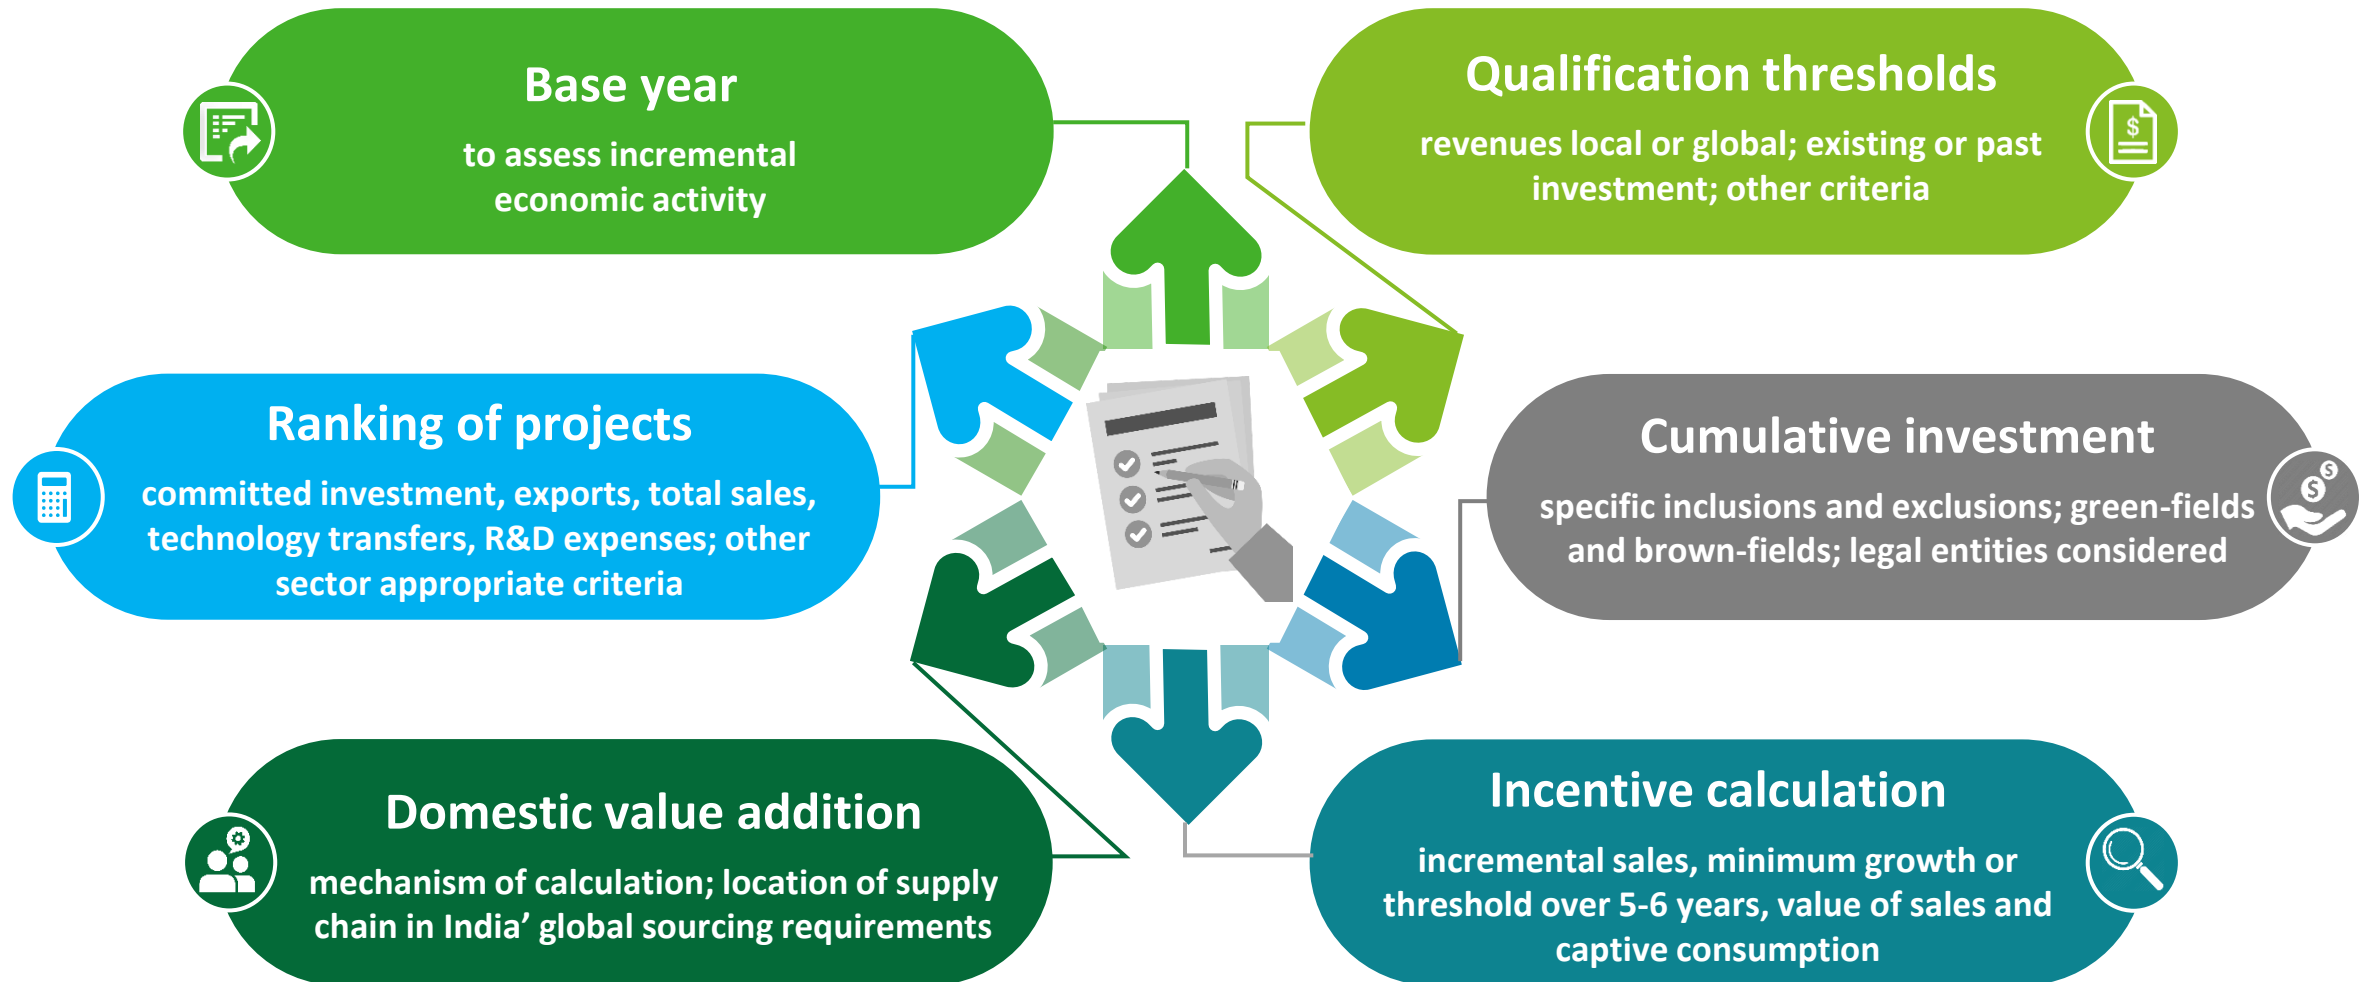 Base year
to assess incremental
economic activity
Qualification thresholds
revenues local or global; existing or past
investment; other criteria
Ranking of projects
committed investment, exports, total sales,
technology transfers, R&D expenses; other
sector appropriate criteria
Cumulative investment
specific inclusions and exclusions; green-fields
and brown-fields; legal entities considered
Domestic value addition
mechanism of calculation; location of supply
chain in India’ global sourcing requirements
Incentive calculation
incremental sales, minimum growth or
threshold over 5-6 years, value of sales and
captive consumption